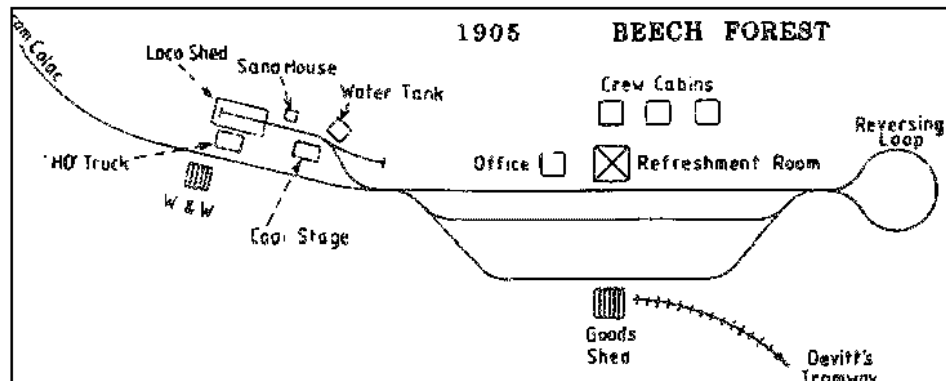 1905 BEECH FOREST
from Colac
Loco Shed
Sand House
Water Tank
Crew Cabins
Reversing
Loop
'HO' Truck
Office
Refreshment Room
W & W
Coal Stage
Goods
Shed
Devitt's
Tramway